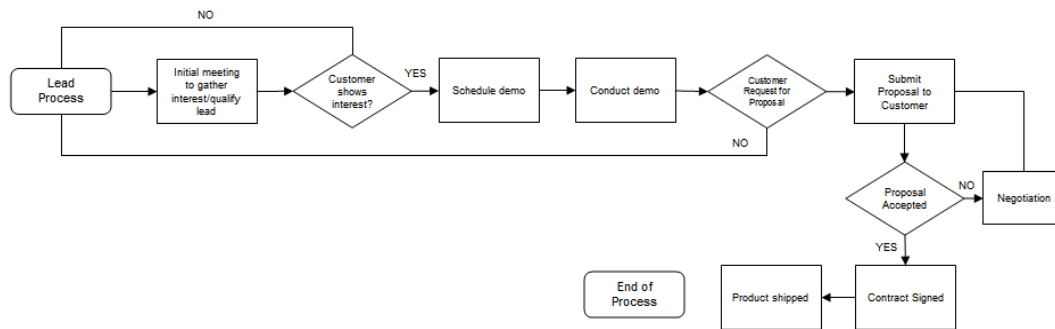 NO
Lead
Process
Initial meeting
to gather
interest/qualify
lead
Customer
shows
interest?
YES
Schedule demo
Conduct demo
Customer
Request for
Proposal
NO
Submit
Proposal to
Customer
Proposal
Accepted
NO
Negotiation
YES
End of
Process
Product shipped
Contract Signed